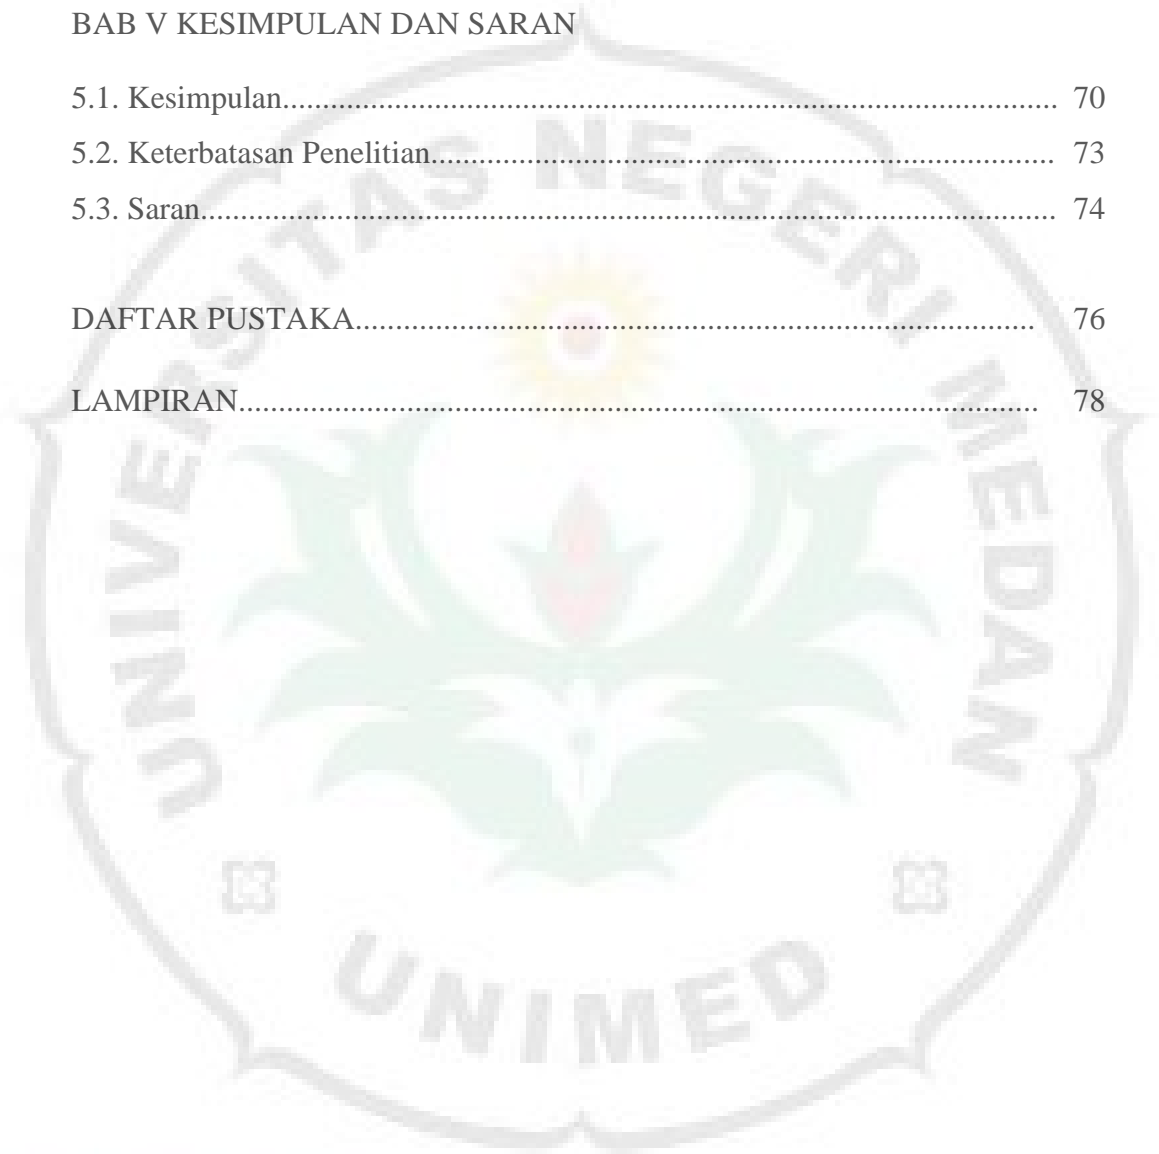 BAB V KESIMPULAN DAN SARAN
5.1. Kesimpulan................................................................................................. 70
5.2. Keterbatasan Penelitian.............................................................................. 73
5.3. Saran........................................................................................................... 74
DAFTAR PUSTAKA..................................................................................... 76
LAMPIRAN.................................................................................................... 78
UNIVERSITAS NEGERI MEDAN
UNIMED